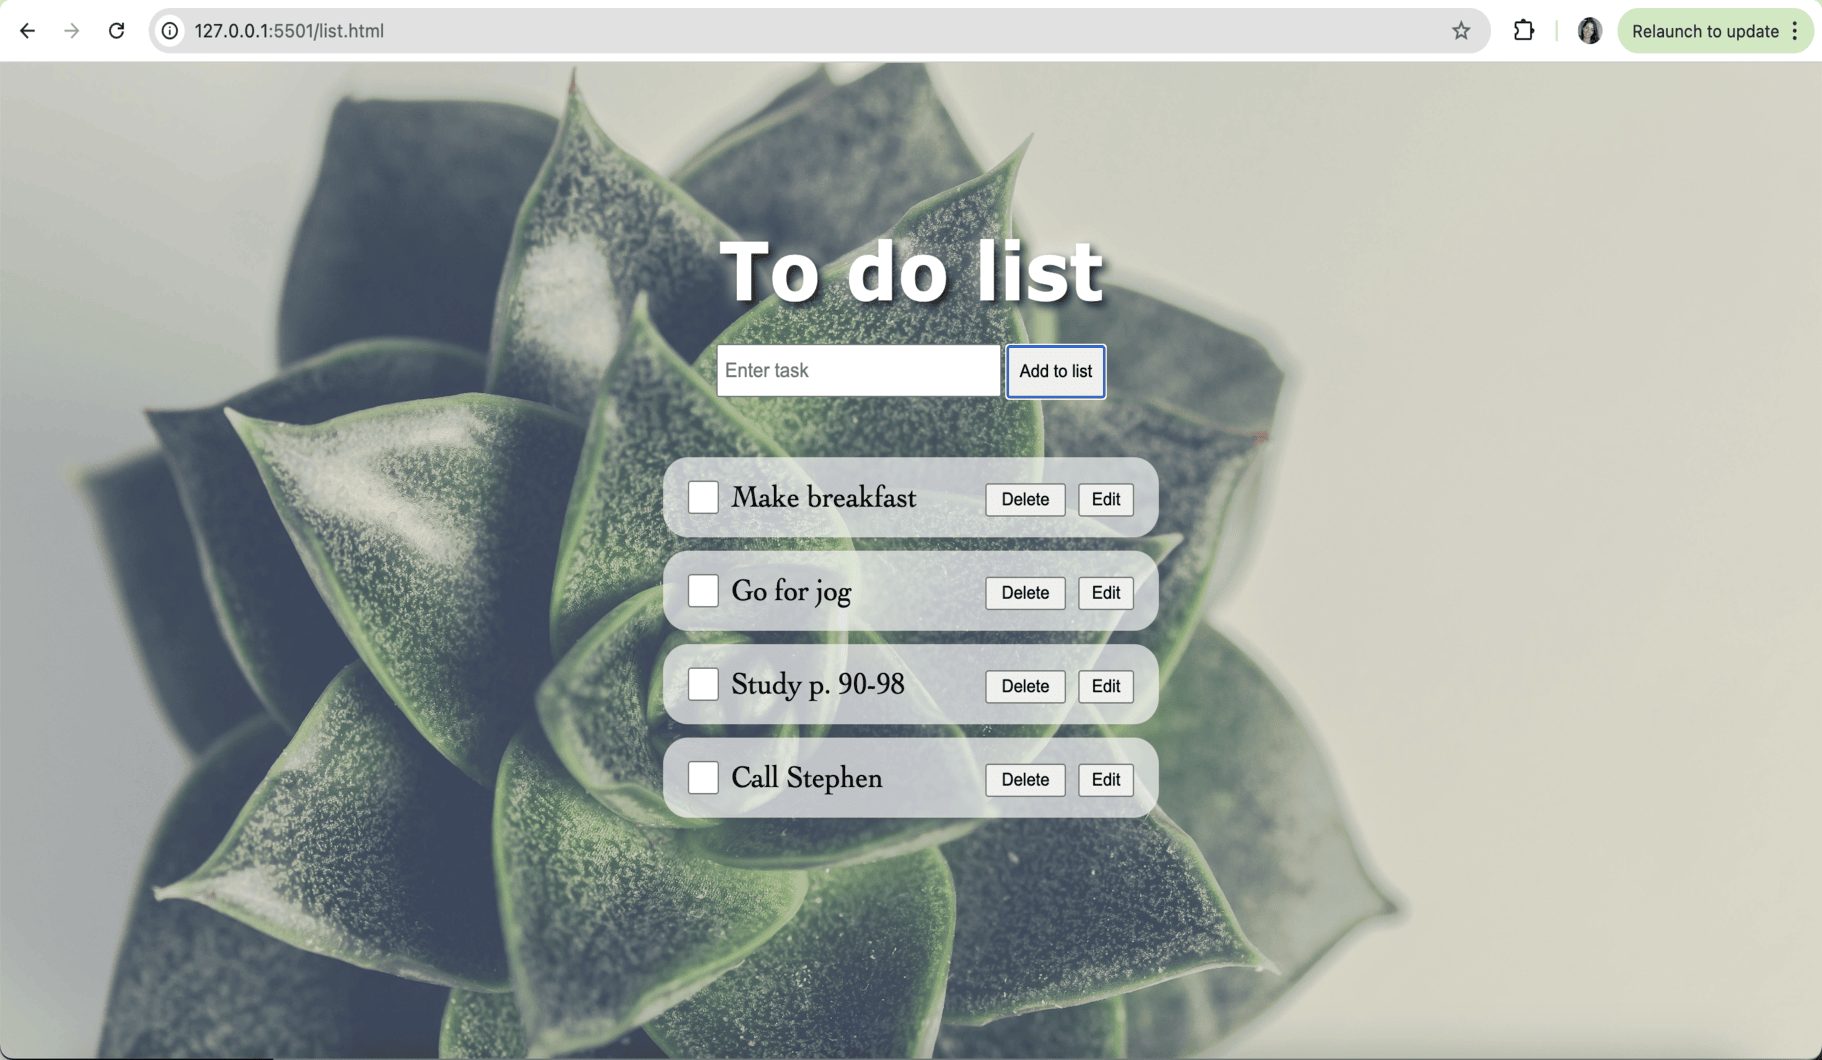 127.0.0.1:5501/list.html
Relaunch to update
To do list
Enter task
Add to list
Make breakfast Delete Edit
Go for jog Delete Edit
Study p. 90-98 Delete Edit
Call Stephen Delete Edit